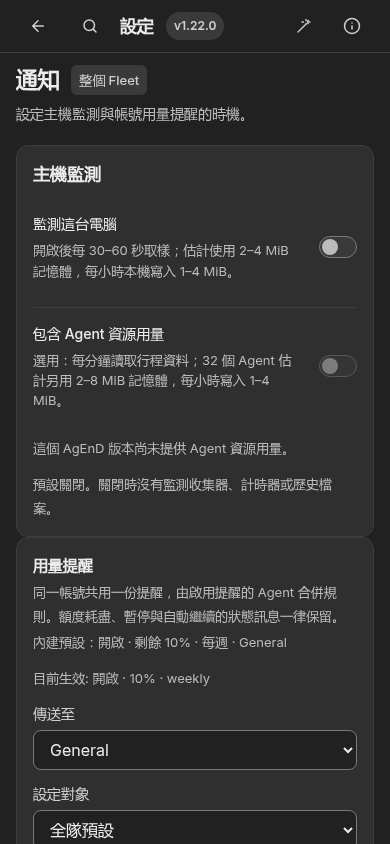 設定 v1.22.0
通知 整個 Fleet
設定主機監測與帳號用量提醒的時機。
主機監測
監測這台電腦
開啟後每 30–60 秒取樣；估計使用 2–4 MiB
記憶體，每小時本機寫入 1–4 MiB。
包含 Agent 資源用量
選用：每分鐘讀取行程資料；32 個 Agent 估
計另用 2–8 MiB 記憶體，每小時寫入 1–4
MiB。
這個 AgEnD 版本尚未提供 Agent 資源用量。
預設關閉。關閉時沒有監測收集器、計時器或歷史檔
案。
用量提醒
同一帳號共用一份提醒，由啟用提醒的 Agent 合併規
則。額度耗盡、暫停與自動繼續的狀態訊息一律保留。
內建預設：開啟 · 剩餘 10% · 每週 · General
目前生效: 開啟 · 10% · weekly
傳送至
General
設定對象
全隊預設